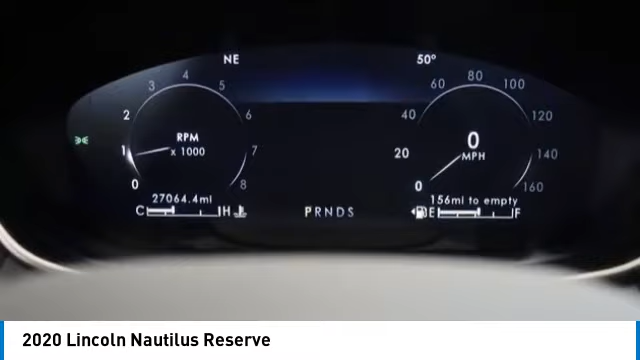 NE 50°
3 4 5 60 80 100
2 6 40 120
RPM 0
1 x 1000 7 20 MPH 140
0 8 0 160
27064.4mi 156mi to empty
C H PRNDS E F
2020 Lincoln Nautilus Reserve